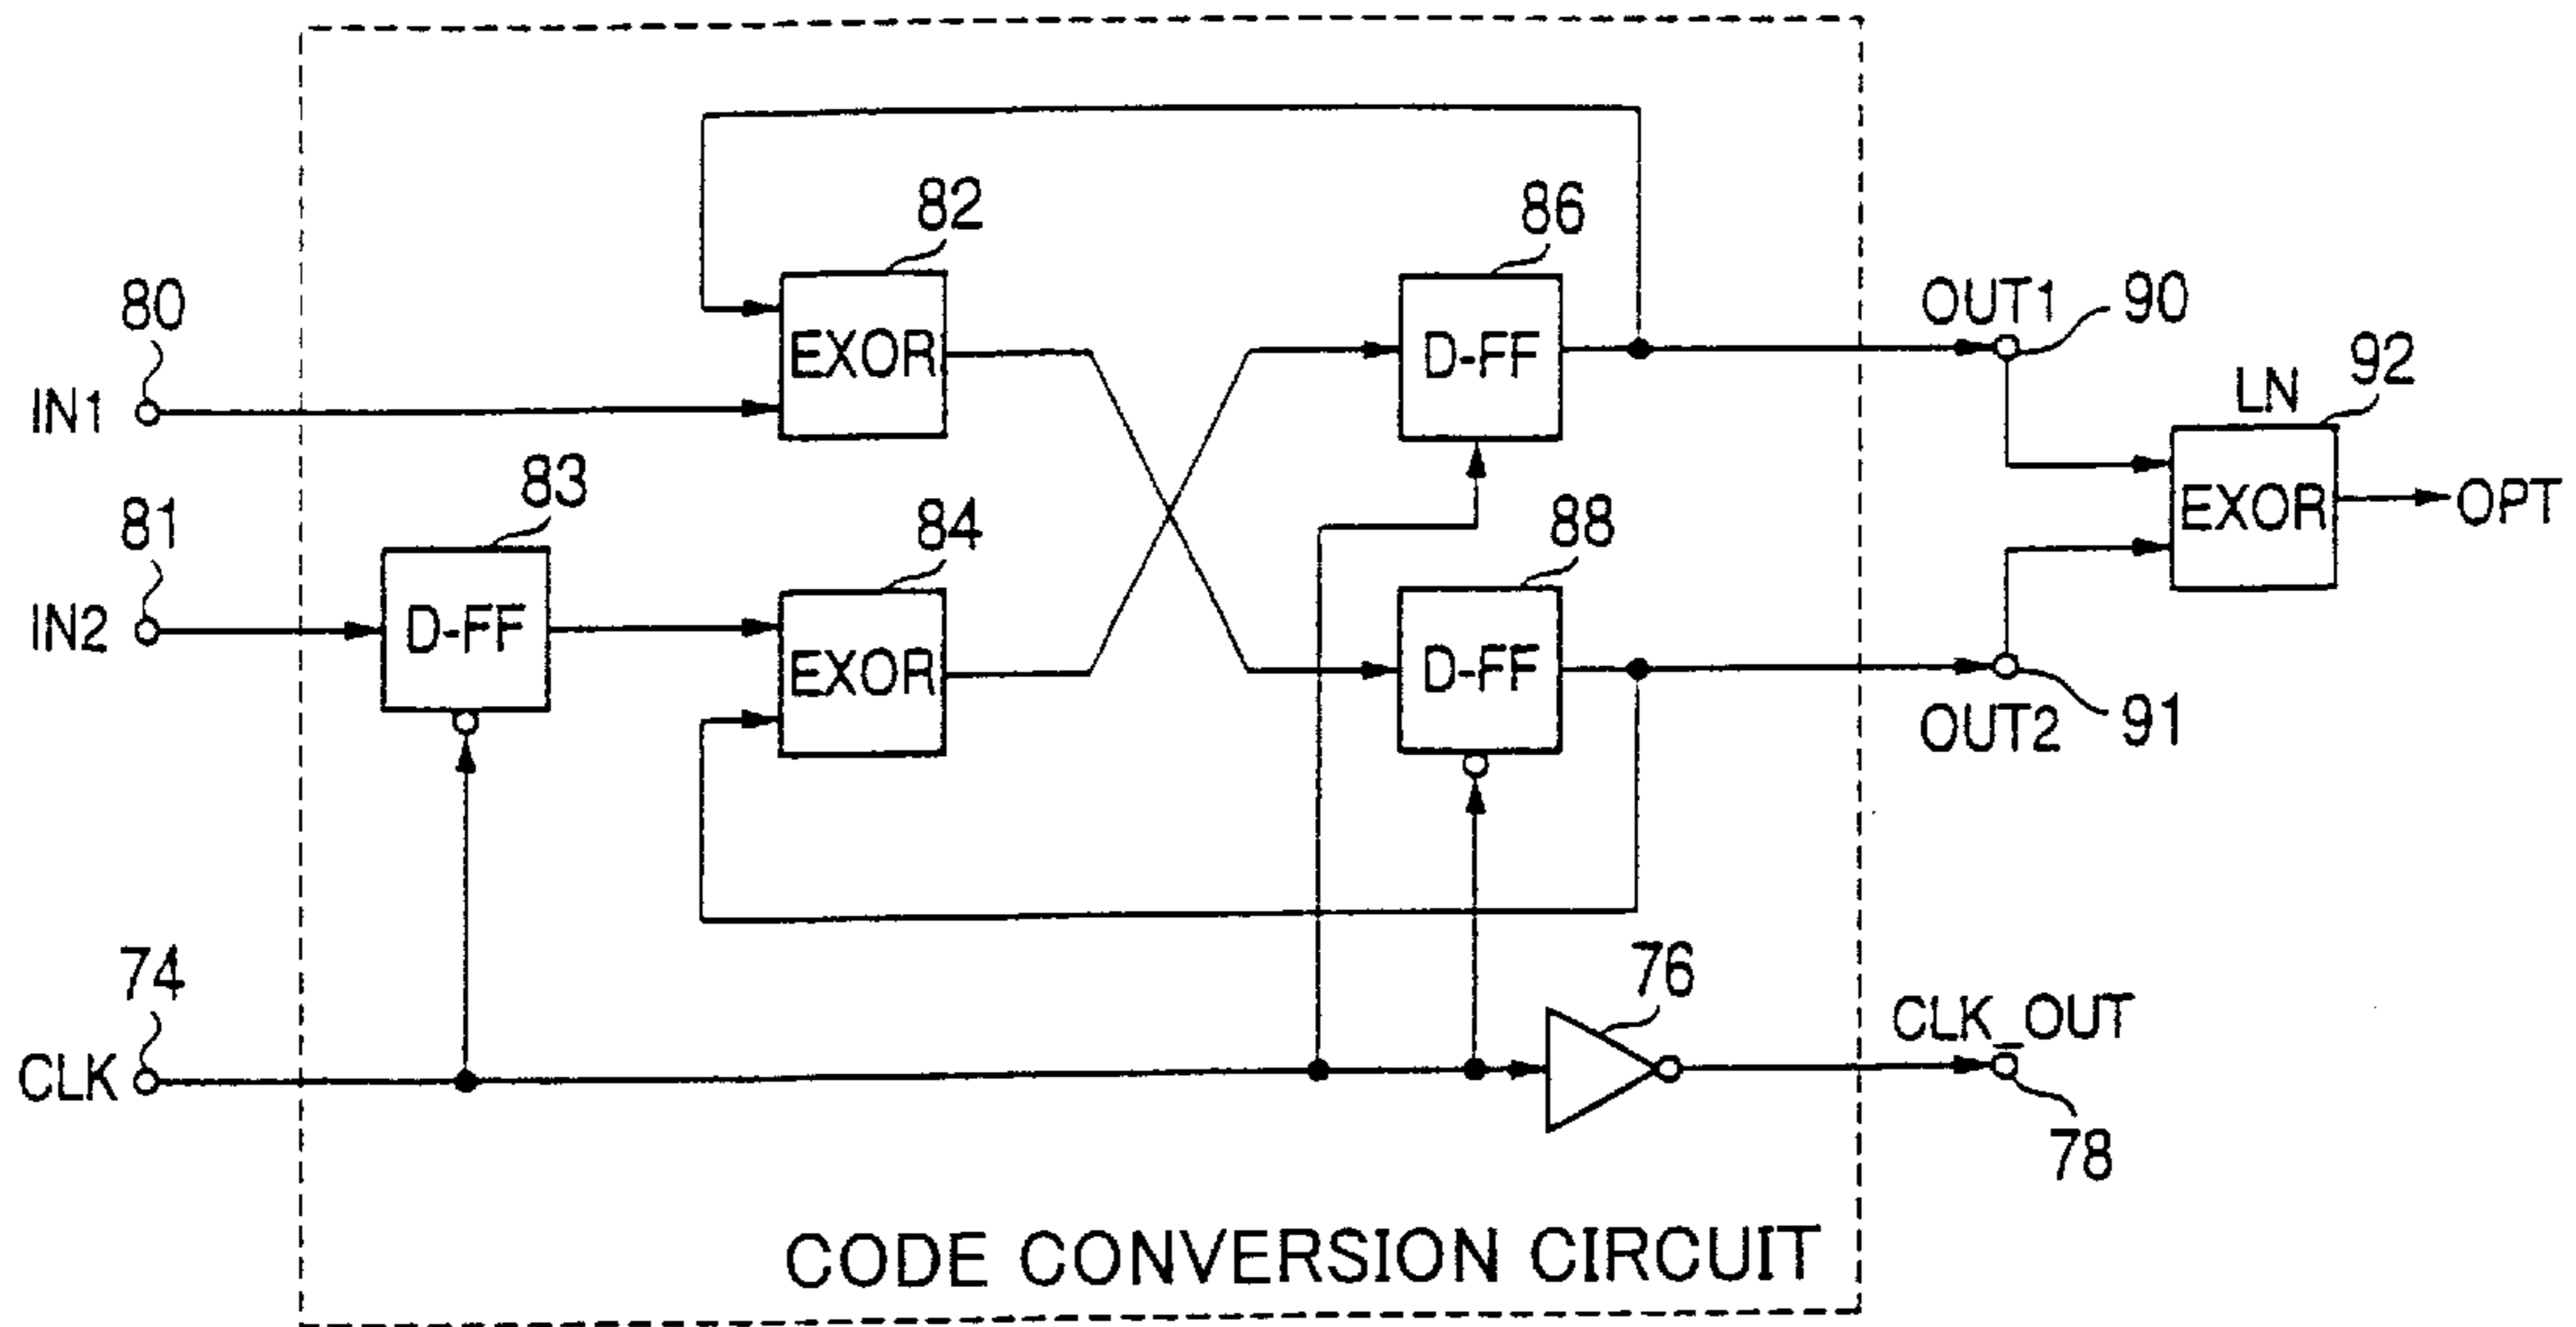 82
86
80
OUT1
90
EXOR
D-FF
LN
92
IN1
83
81
84
88
EXOR
OPT
IN2
D-FF
EXOR
D-FF
OUT2
91
74
76
CLK_OUT
CLK
78
CODE CONVERSION CIRCUIT